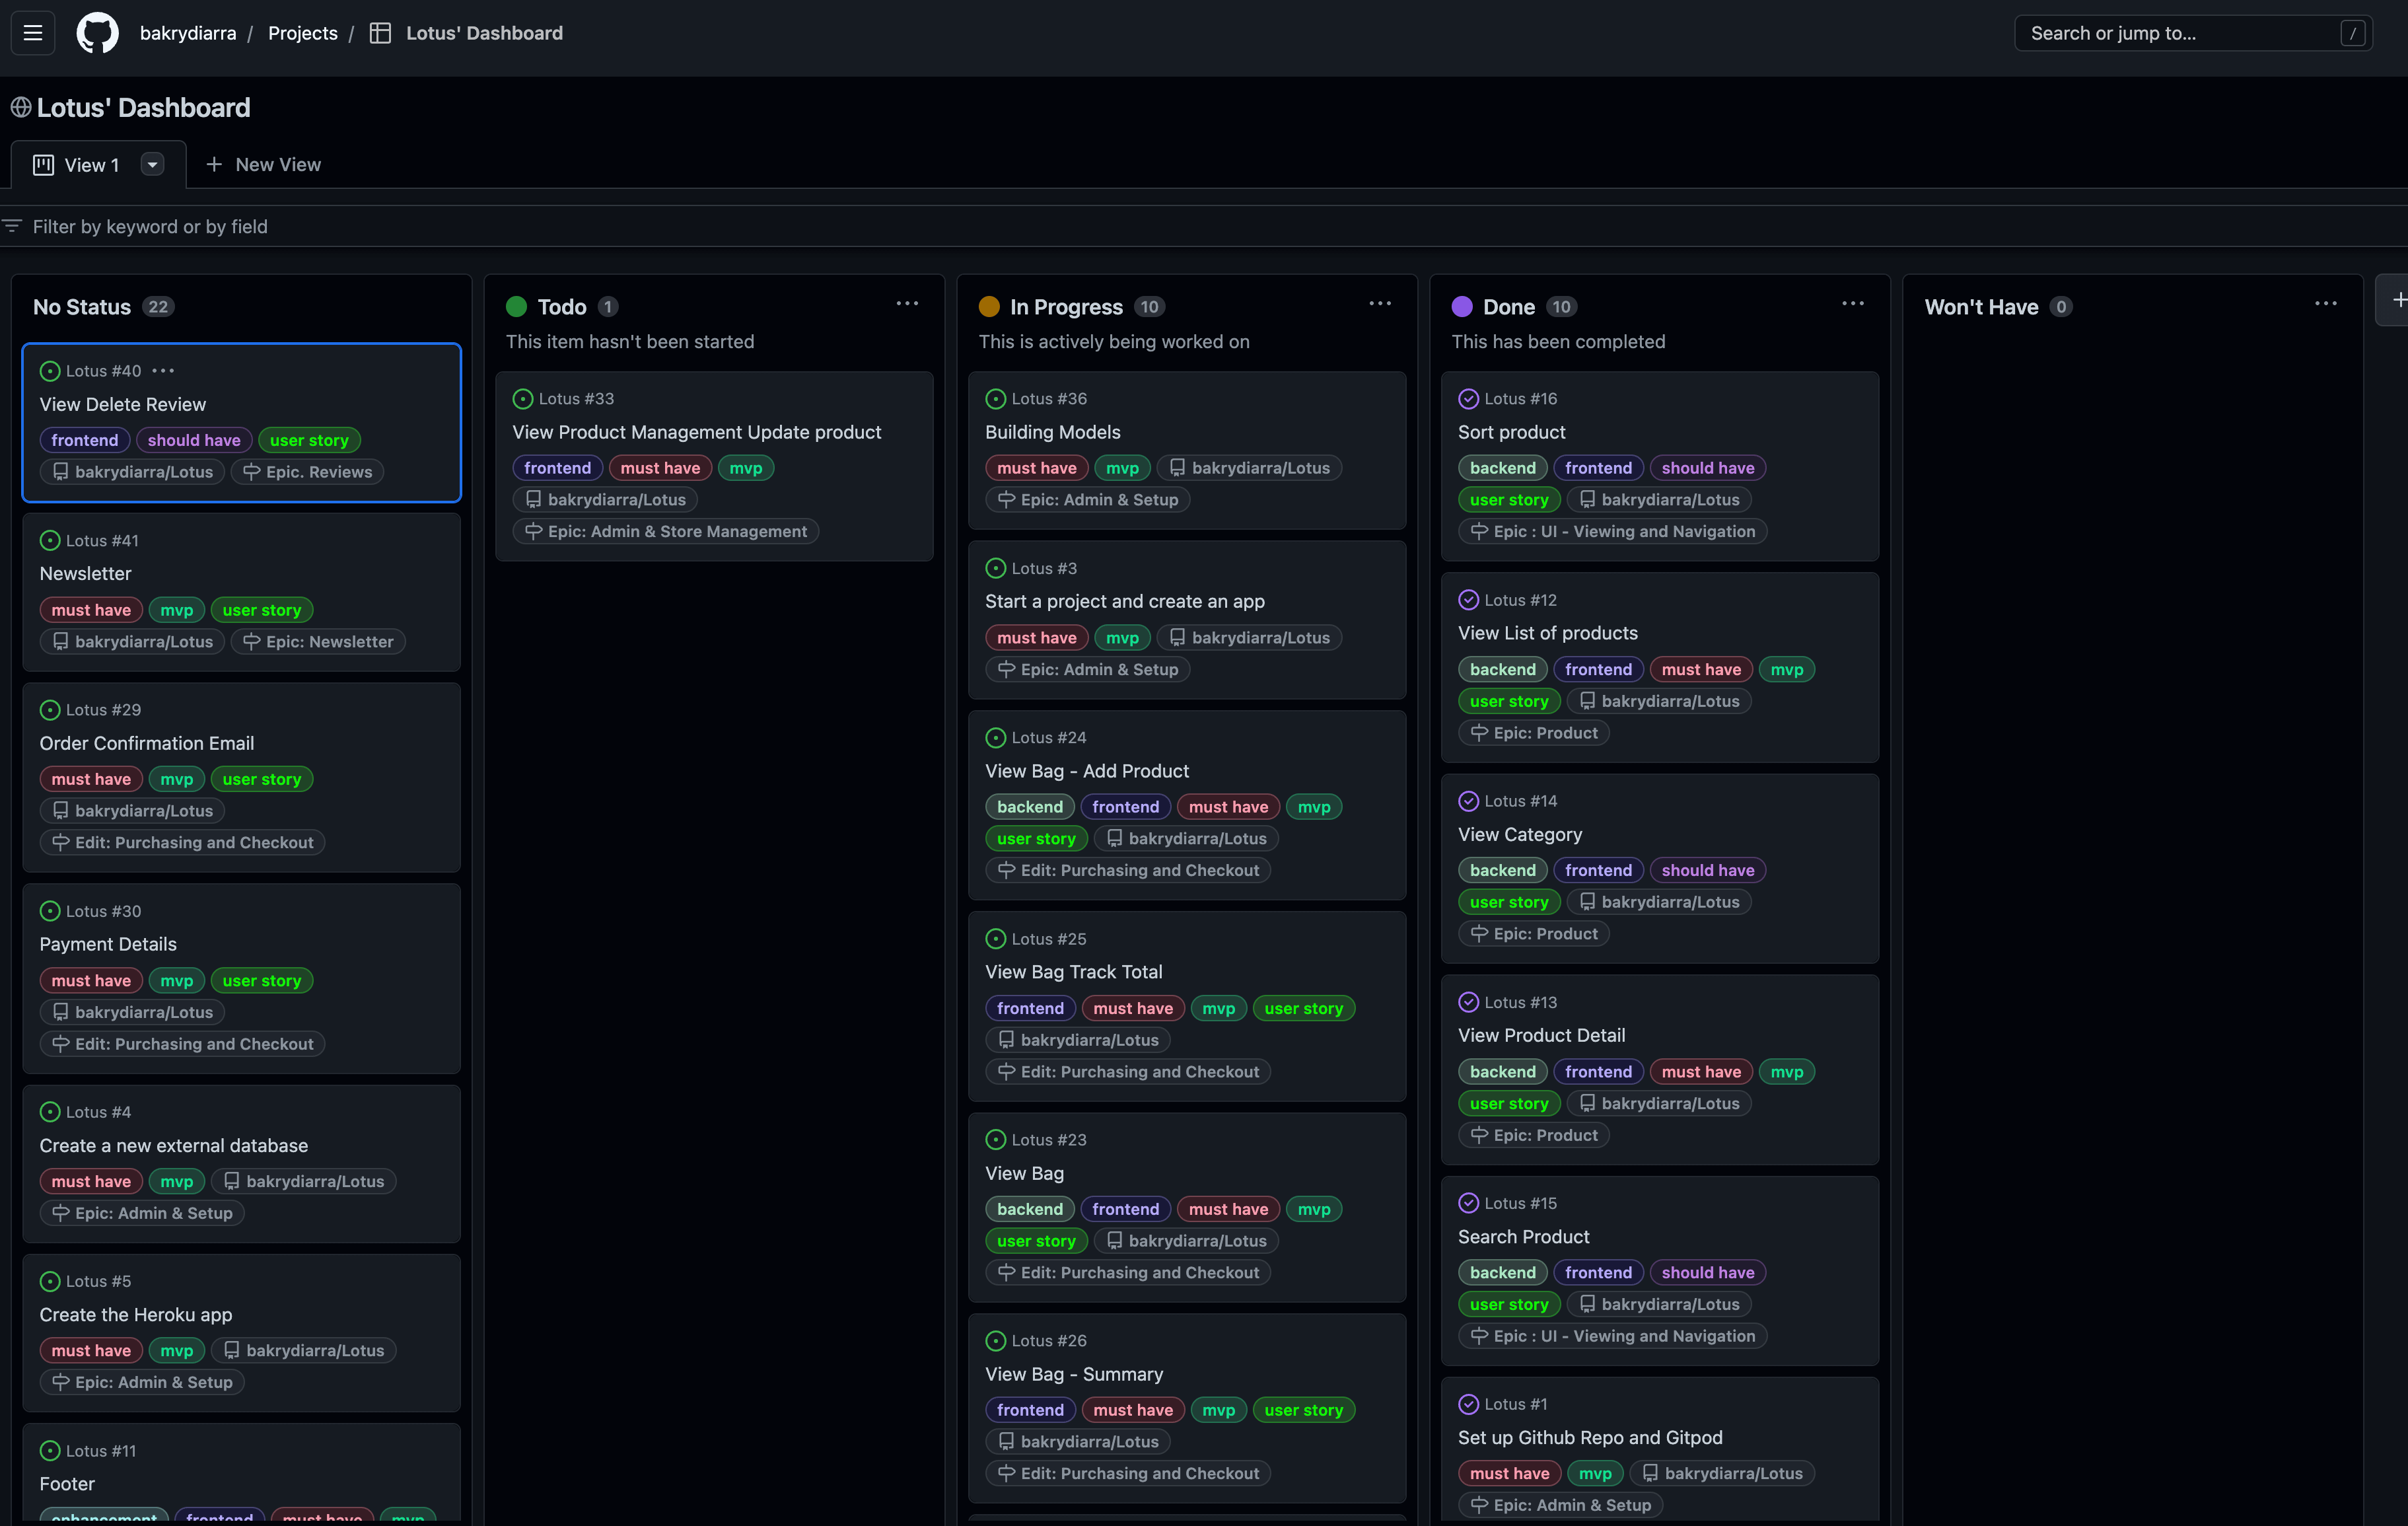 bakrydiarra / Projects / Lotus' Dashboard
Search or jump to... /
Lotus' Dashboard
View 1
New View
Filter by keyword or by field
No Status 22
Lotus #40
View Delete Review
frontend should have user story
bakrydiarra/Lotus Epic. Reviews
Lotus #41
Newsletter
must have mvp user story
bakrydiarra/Lotus Epic: Newsletter
Lotus #29
Order Confirmation Email
must have mvp user story
bakrydiarra/Lotus
Edit: Purchasing and Checkout
Lotus #30
Payment Details
must have mvp user story
bakrydiarra/Lotus
Edit: Purchasing and Checkout
Lotus #4
Create a new external database
must have mvp bakrydiarra/Lotus
Epic: Admin & Setup
Lotus #5
Create the Heroku app
must have mvp bakrydiarra/Lotus
Epic: Admin & Setup
Lotus #11
Footer
enhancement frontend must have mvp
Todo 1
This item hasn't been started
Lotus #33
View Product Management Update product
frontend must have mvp
bakrydiarra/Lotus
Epic: Admin & Store Management
In Progress 10
This is actively being worked on
Lotus #36
Building Models
must have mvp bakrydiarra/Lotus
Epic: Admin & Setup
Lotus #3
Start a project and create an app
must have mvp bakrydiarra/Lotus
Epic: Admin & Setup
Lotus #24
View Bag - Add Product
backend frontend must have mvp
user story bakrydiarra/Lotus
Edit: Purchasing and Checkout
Lotus #25
View Bag Track Total
frontend must have mvp user story
bakrydiarra/Lotus
Edit: Purchasing and Checkout
Lotus #23
View Bag
backend frontend must have mvp
user story bakrydiarra/Lotus
Edit: Purchasing and Checkout
Lotus #26
View Bag - Summary
frontend must have mvp user story
bakrydiarra/Lotus
Edit: Purchasing and Checkout
Done 10
This has been completed
Lotus #16
Sort product
backend frontend should have
user story bakrydiarra/Lotus
Epic : UI - Viewing and Navigation
Lotus #12
View List of products
backend frontend must have mvp
user story bakrydiarra/Lotus
Epic: Product
Lotus #14
View Category
backend frontend should have
user story bakrydiarra/Lotus
Epic: Product
Lotus #13
View Product Detail
backend frontend must have mvp
user story bakrydiarra/Lotus
Epic: Product
Lotus #15
Search Product
backend frontend should have
user story bakrydiarra/Lotus
Epic : UI - Viewing and Navigation
Lotus #1
Set up Github Repo and Gitpod
must have mvp bakrydiarra/Lotus
Epic: Admin & Setup
Won't Have 0